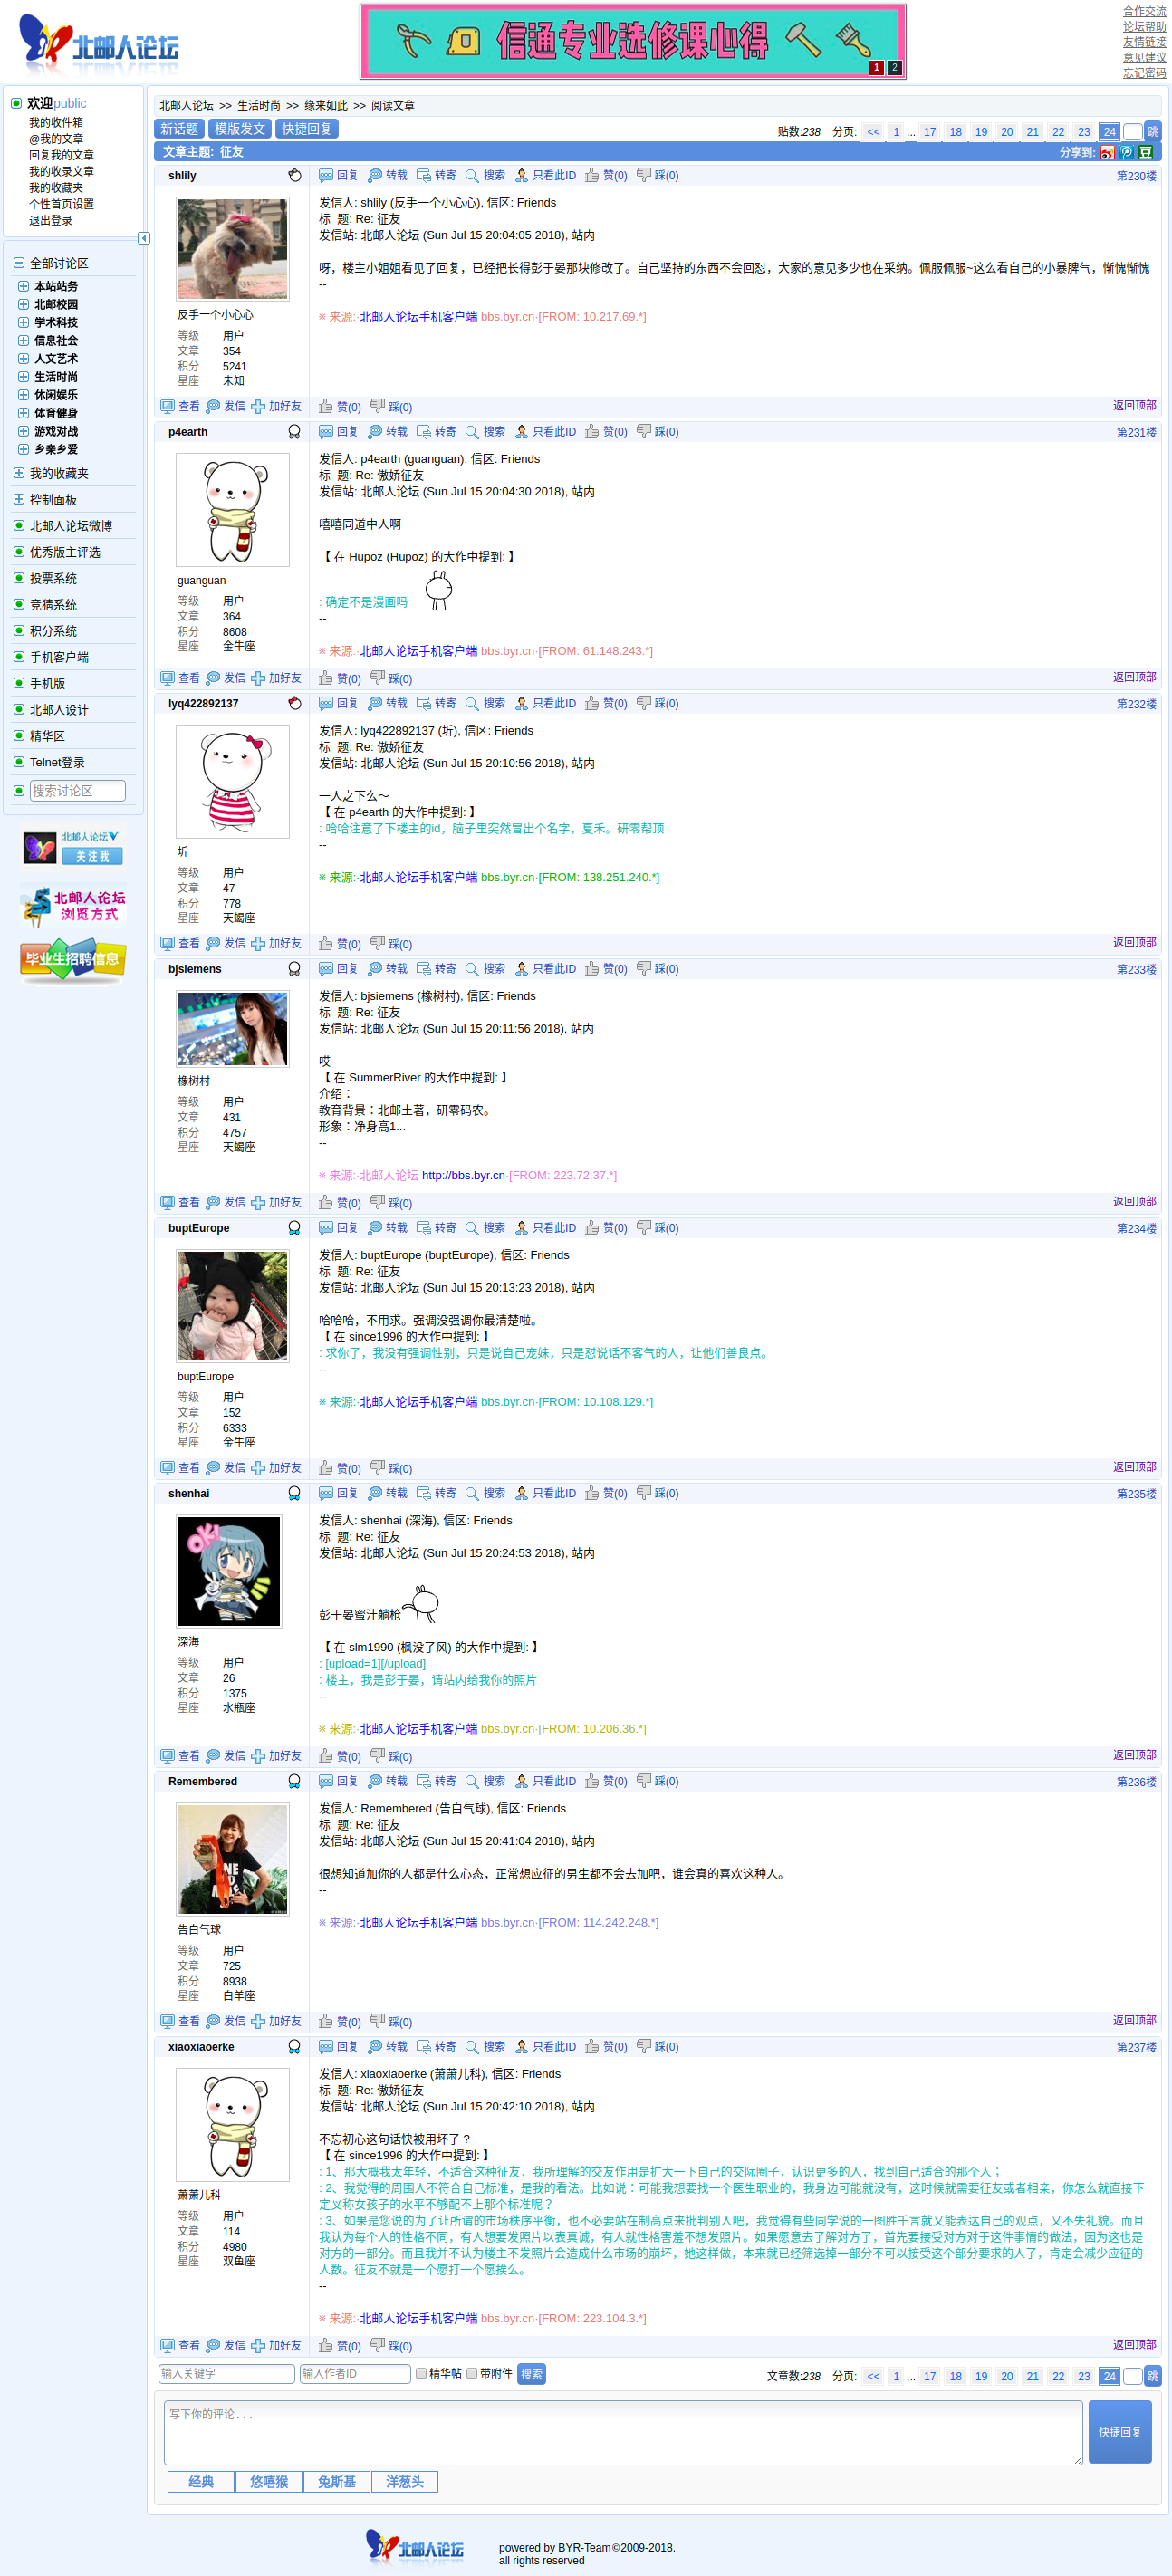 北邮人论坛
信通专业选修课心得
1 2
合作交流
论坛帮助
友情链接
意见建议
忘记密码
欢迎public
我的收件箱
@我的文章
回复我的文章
我的收录文章
我的收藏夹
个性首页设置
退出登录
全部讨论区
本站站务
北邮校园
学术科技
信息社会
人文艺术
生活时尚
休闲娱乐
体育健身
游戏对战
乡亲乡爱
我的收藏夹
控制面板
北邮人论坛微博
优秀版主评选
投票系统
竞猜系统
积分系统
手机客户端
手机版
北邮人设计
精华区
Telnet登录
搜索讨论区
北邮人论坛
关注我
北邮人论坛
浏览方式
毕业生招聘信息
北邮人论坛 >> 生活时尚 >> 缘来如此 >> 阅读文章
新话题 模版发文 快捷回复
贴数:238 分页: << 1 ... 17 18 19 20 21 22 23 24 跳
文章主题: 征友
分享到: 豆
shlily
回复 转载 转寄 搜索 只看此ID 赞(0) 踩(0) 第230楼
反手一个小心心
等级 用户
文章 354
积分 5241
星座 未知
发信人: shlily (反手一个小心心), 信区: Friends
标 题: Re: 征友
发信站: 北邮人论坛 (Sun Jul 15 20:04:05 2018), 站内
呀，楼主小姐姐看见了回复，已经把长得彭于晏那块修改了。自己坚持的东西不会回怼，大家的意见多少也在采纳。佩服佩服~这么看自己的小暴脾气，惭愧惭愧
--
※ 来源:·北邮人论坛手机客户端 bbs.byr.cn·[FROM: 10.217.69.*]
查看 发信 加好友 赞(0) 踩(0) 返回顶部
p4earth
回复 转载 转寄 搜索 只看此ID 赞(0) 踩(0) 第231楼
guanguan
等级 用户
文章 364
积分 8608
星座 金牛座
发信人: p4earth (guanguan), 信区: Friends
标 题: Re: 傲娇征友
发信站: 北邮人论坛 (Sun Jul 15 20:04:30 2018), 站内
嘻嘻同道中人啊
【 在 Hupoz (Hupoz) 的大作中提到: 】
: 确定不是漫画吗
--
※ 来源:·北邮人论坛手机客户端 bbs.byr.cn·[FROM: 61.148.243.*]
查看 发信 加好友 赞(0) 踩(0) 返回顶部
lyq422892137
回复 转载 转寄 搜索 只看此ID 赞(0) 踩(0) 第232楼
圻
等级 用户
文章 47
积分 778
星座 天蝎座
发信人: lyq422892137 (圻), 信区: Friends
标 题: Re: 傲娇征友
发信站: 北邮人论坛 (Sun Jul 15 20:10:56 2018), 站内
一人之下么～
【 在 p4earth 的大作中提到: 】
: 哈哈注意了下楼主的id，脑子里突然冒出个名字，夏禾。研零帮顶
--
※ 来源:·北邮人论坛手机客户端 bbs.byr.cn·[FROM: 138.251.240.*]
查看 发信 加好友 赞(0) 踩(0) 返回顶部
bjsiemens
回复 转载 转寄 搜索 只看此ID 赞(0) 踩(0) 第233楼
橡树村
等级 用户
文章 431
积分 4757
星座 天蝎座
发信人: bjsiemens (橡树村), 信区: Friends
标 题: Re: 征友
发信站: 北邮人论坛 (Sun Jul 15 20:11:56 2018), 站内
哎
【 在 SummerRiver 的大作中提到: 】
介绍：
教育背景：北邮土著，研零码农。
形象：净身高1...
--
※ 来源:·北邮人论坛 http://bbs.byr.cn·[FROM: 223.72.37.*]
查看 发信 加好友 赞(0) 踩(0) 返回顶部
buptEurope
回复 转载 转寄 搜索 只看此ID 赞(0) 踩(0) 第234楼
buptEurope
等级 用户
文章 152
积分 6333
星座 金牛座
发信人: buptEurope (buptEurope), 信区: Friends
标 题: Re: 征友
发信站: 北邮人论坛 (Sun Jul 15 20:13:23 2018), 站内
哈哈哈，不用求。强调没强调你最清楚啦。
【 在 since1996 的大作中提到: 】
: 求你了，我没有强调性别，只是说自己宠妹，只是怼说话不客气的人，让他们善良点。
--
※ 来源:·北邮人论坛手机客户端 bbs.byr.cn·[FROM: 10.108.129.*]
查看 发信 加好友 赞(0) 踩(0) 返回顶部
shenhai
回复 转载 转寄 搜索 只看此ID 赞(0) 踩(0) 第235楼
OK!
深海
等级 用户
文章 26
积分 1375
星座 水瓶座
发信人: shenhai (深海), 信区: Friends
标 题: Re: 征友
发信站: 北邮人论坛 (Sun Jul 15 20:24:53 2018), 站内
彭于晏蜜汁躺枪
【 在 slm1990 (枫没了风) 的大作中提到: 】
: [upload=1][/upload]
: 楼主，我是彭于晏，请站内给我你的照片
--
※ 来源:·北邮人论坛手机客户端 bbs.byr.cn·[FROM: 10.206.36.*]
查看 发信 加好友 赞(0) 踩(0) 返回顶部
Remembered
回复 转载 转寄 搜索 只看此ID 赞(0) 踩(0) 第236楼
告白气球
等级 用户
文章 725
积分 8938
星座 白羊座
发信人: Remembered (告白气球), 信区: Friends
标 题: Re: 征友
发信站: 北邮人论坛 (Sun Jul 15 20:41:04 2018), 站内
很想知道加你的人都是什么心态，正常想应征的男生都不会去加吧，谁会真的喜欢这种人。
--
※ 来源:·北邮人论坛手机客户端 bbs.byr.cn·[FROM: 114.242.248.*]
查看 发信 加好友 赞(0) 踩(0) 返回顶部
xiaoxiaoerke
回复 转载 转寄 搜索 只看此ID 赞(0) 踩(0) 第237楼
萧萧儿科
等级 用户
文章 114
积分 4980
星座 双鱼座
发信人: xiaoxiaoerke (萧萧儿科), 信区: Friends
标 题: Re: 傲娇征友
发信站: 北邮人论坛 (Sun Jul 15 20:42:10 2018), 站内
不忘初心这句话快被用坏了？
【 在 since1996 的大作中提到: 】
: 1、那大概我太年轻，不适合这种征友，我所理解的交友作用是扩大一下自己的交际圈子，认识更多的人，找到自己适合的那个人；
: 2、我觉得的周围人不符合自己标准，是我的看法。比如说：可能我想要找一个医生职业的，我身边可能就没有，这时候就需要征友或者相亲，你怎么就直接下
定义称女孩子的水平不够配不上那个标准呢？
: 3、如果是您说的为了让所谓的市场秩序平衡，也不必要站在制高点来批判别人吧，我觉得有些同学说的一图胜千言就又能表达自己的观点，又不失礼貌。而且
我认为每个人的性格不同，有人想要发照片以表真诚，有人就性格害羞不想发照片。如果愿意去了解对方了，首先要接受对方对于这件事情的做法，因为这也是
对方的一部分。而且我并不认为楼主不发照片会造成什么市场的崩坏，她这样做，本来就已经筛选掉一部分不可以接受这个部分要求的人了，肯定会减少应征的
人数。征友不就是一个愿打一个愿挨么。
--
※ 来源:·北邮人论坛手机客户端 bbs.byr.cn·[FROM: 223.104.3.*]
查看 发信 加好友 赞(0) 踩(0) 返回顶部
输入关键字 输入作者ID 精华帖 带附件 搜索
文章数:238 分页: << 1 ... 17 18 19 20 21 22 23 24 跳
写下你的评论...
快捷回复
经典 悠嘻猴 兔斯基 洋葱头
北邮人论坛
powered by BYR-Team©2009-2018.
all rights reserved